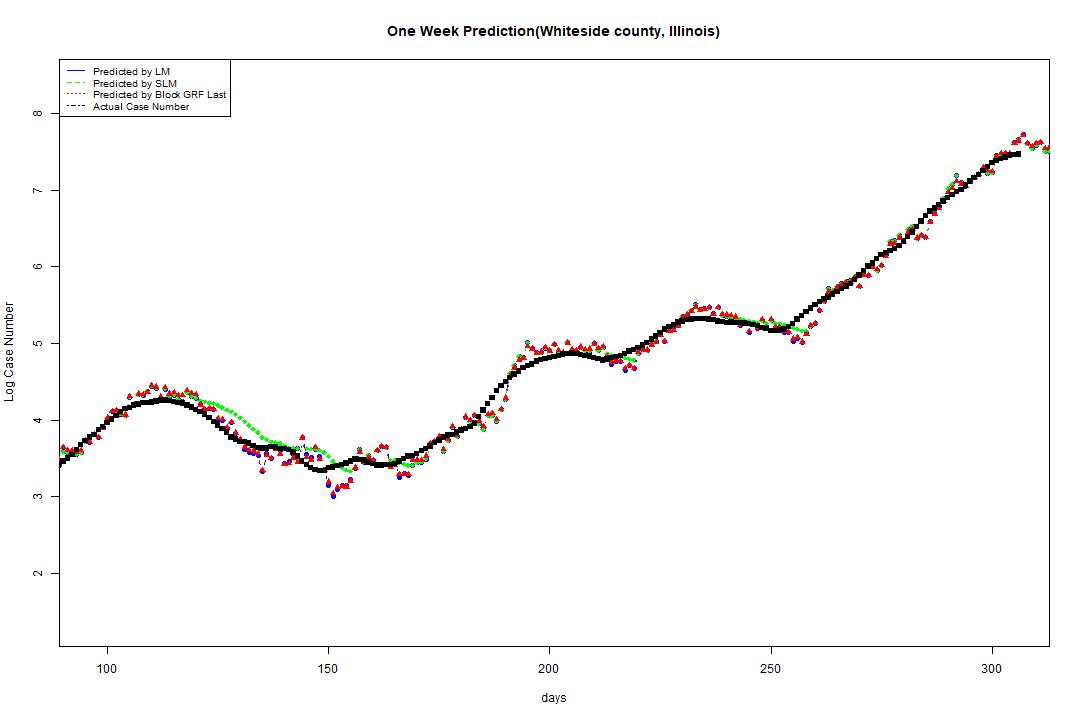 One Week Prediction(Whiteside county, Illinois)
Predicted by LM
Predicted by SLM
Predicted by Block GRF Last
Actual Case Number
8
7
6
5
4
3
2
Log Case Number
100 150 200 250 300
days